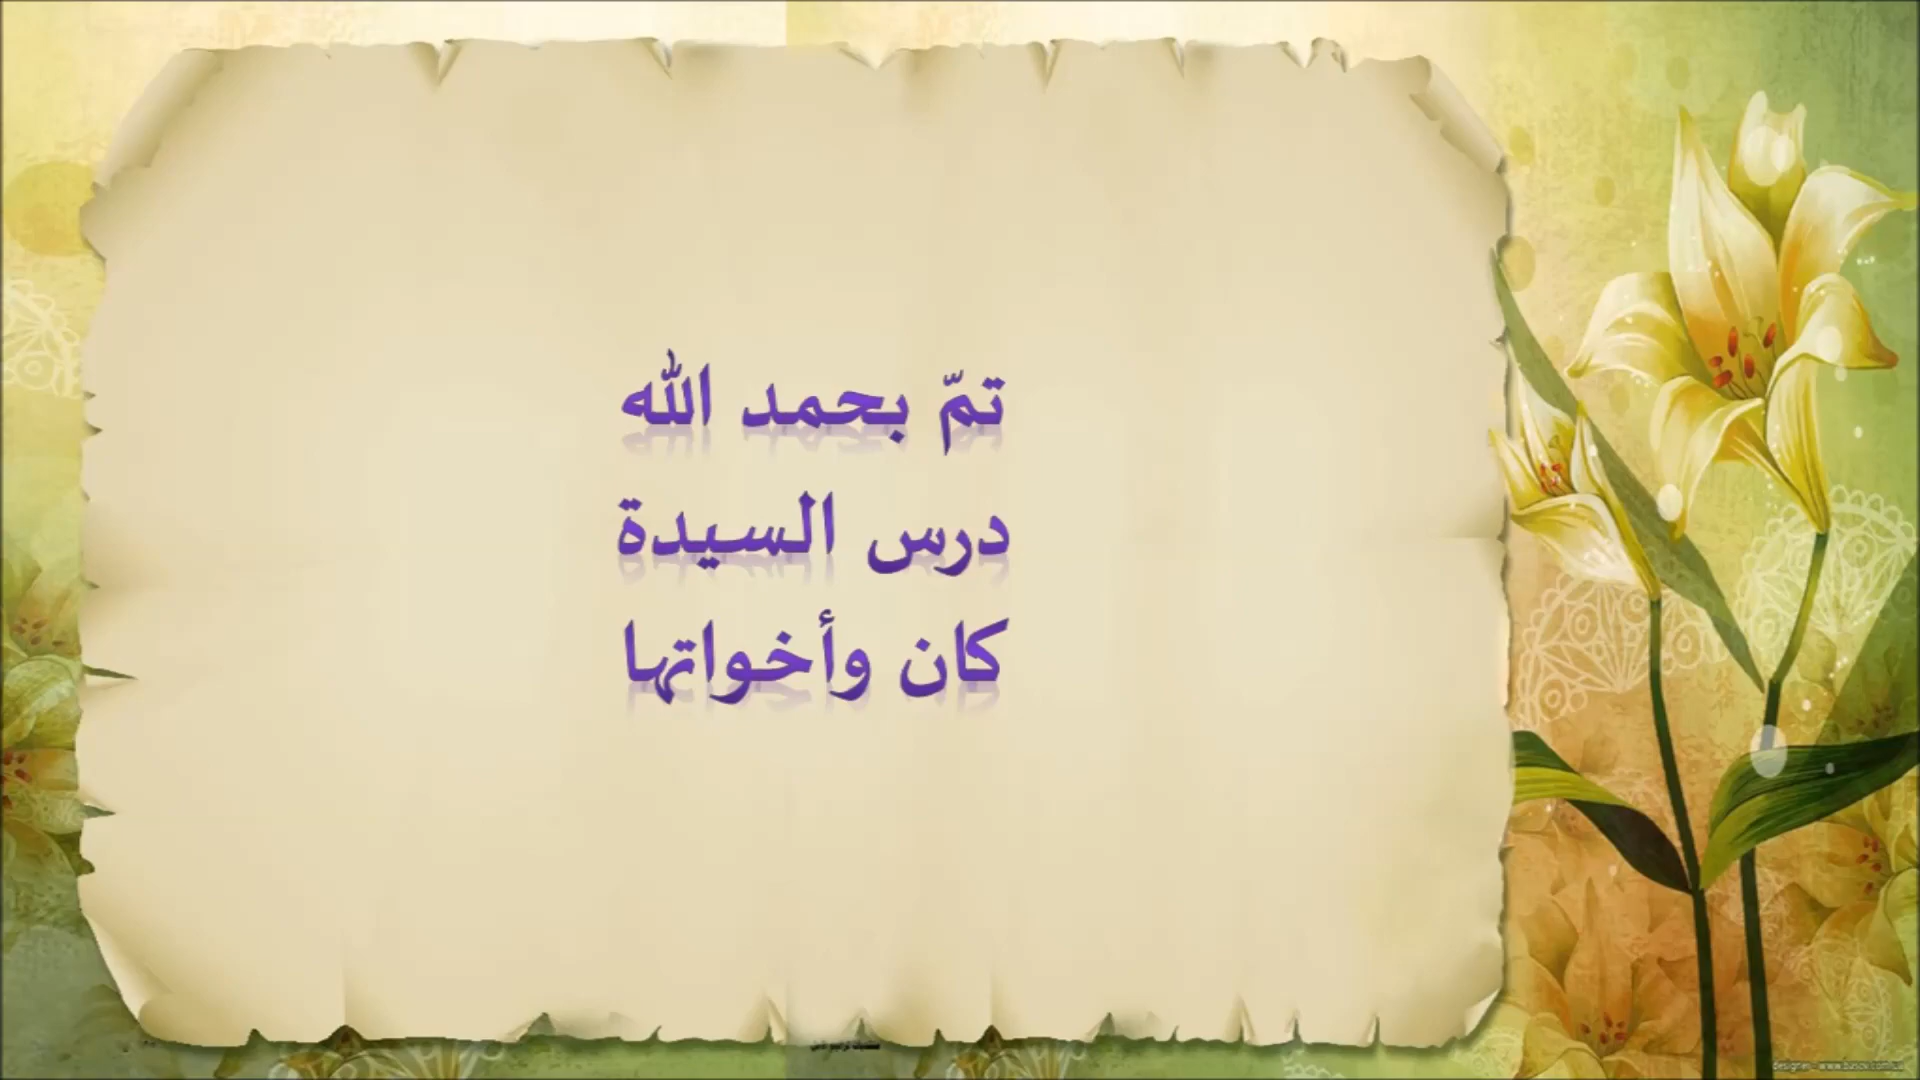 تمّ بحمد الله
درس السيدة
كان وأخواتها